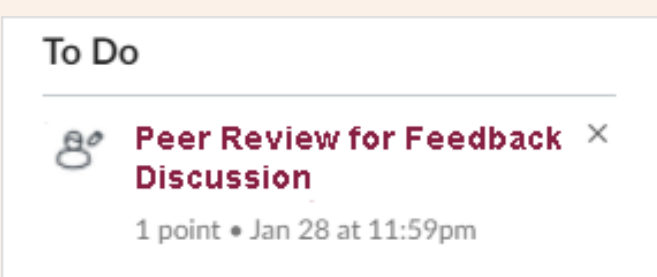 To Do
Peer Review for Feedback
Discussion
1 point • Jan 28 at 11:59pm